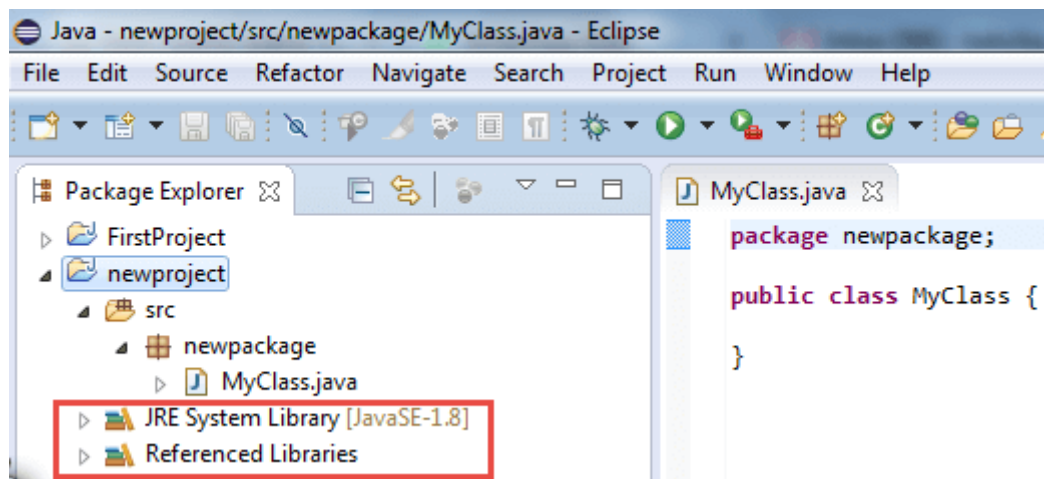 Java - newproject/src/newpackage/MyClass.java - Eclipse
File Edit Source Refactor Navigate Search Project Run Window Help
Package Explorer
FirstProject
newproject
src
newpackage
MyClass.java
JRE System Library [JavaSE-1.8]
Referenced Libraries
MyClass.java
package newpackage;
public class MyClass {
}